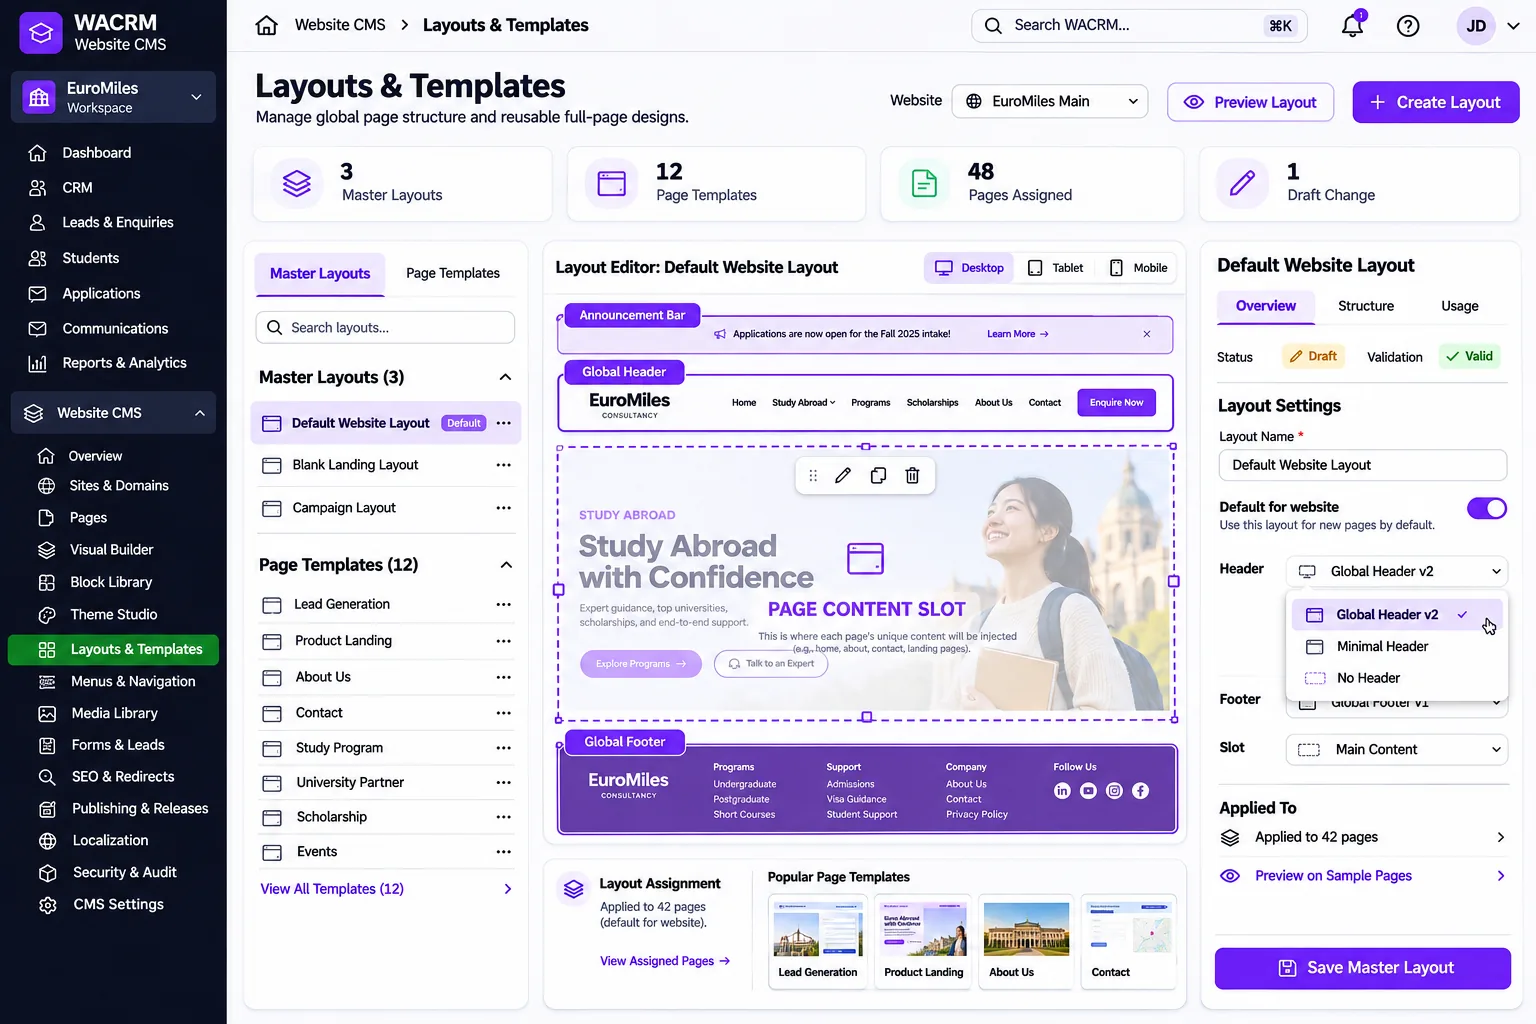 WACRM
Website CMS
EuroMiles
Workspace
Dashboard
CRM
Leads & Enquiries
Students
Applications
Communications
Reports & Analytics
Website CMS
Overview
Sites & Domains
Pages
Visual Builder
Block Library
Theme Studio
Layouts & Templates
Menus & Navigation
Media Library
Forms & Leads
SEO & Redirects
Publishing & Releases
Localization
Security & Audit
CMS Settings
Website CMS > Layouts & Templates
Search WACRM...
⌘K
1
JD
Layouts & Templates
Manage global page structure and reusable full-page designs.
Website
EuroMiles Main
Preview Layout
+ Create Layout
3
Master Layouts
12
Page Templates
48
Pages Assigned
1
Draft Change
Master Layouts
Page Templates
Search layouts...
Master Layouts (3)
Default Website Layout
Default
Blank Landing Layout
Campaign Layout
Page Templates (12)
Lead Generation
Product Landing
About Us
Contact
Study Program
University Partner
Scholarship
Events
View All Templates (12)
Layout Editor: Default Website Layout
Desktop
Tablet
Mobile
Announcement Bar
Applications are now open for the Fall 2025 intake!
Learn More →
Global Header
EuroMiles
CONSULTANCY
Home
Study Abroad
Programs
Scholarships
About Us
Contact
Enquire Now
STUDY ABROAD
Study Abroad
with Confidence
Expert guidance, top universities,
scholarships, and end-to-end support.
Explore Programs →
Talk to an Expert
PAGE CONTENT SLOT
This is where each page's unique content will be injected
(e.g., home, about, contact, landing pages).
Global Footer
EuroMiles
CONSULTANCY
Programs
Undergraduate
Postgraduate
Short Courses
Support
Admissions
Visa Guidance
Student Support
Company
About Us
Contact
Privacy Policy
Follow Us
Layout Assignment
Applied to 42 pages
(default for website).
View Assigned Pages →
Popular Page Templates
Lead Generation
Product Landing
About Us
Contact
Default Website Layout
Overview
Structure
Usage
Status
Draft
Validation
Valid
Layout Settings
Layout Name *
Default Website Layout
Default for website
Use this layout for new pages by default.
Header
Global Header v2
Global Header v2
Minimal Header
No Header
Footer
Global Footer v1
Slot
Main Content
Applied To
Applied to 42 pages
Preview on Sample Pages
Save Master Layout